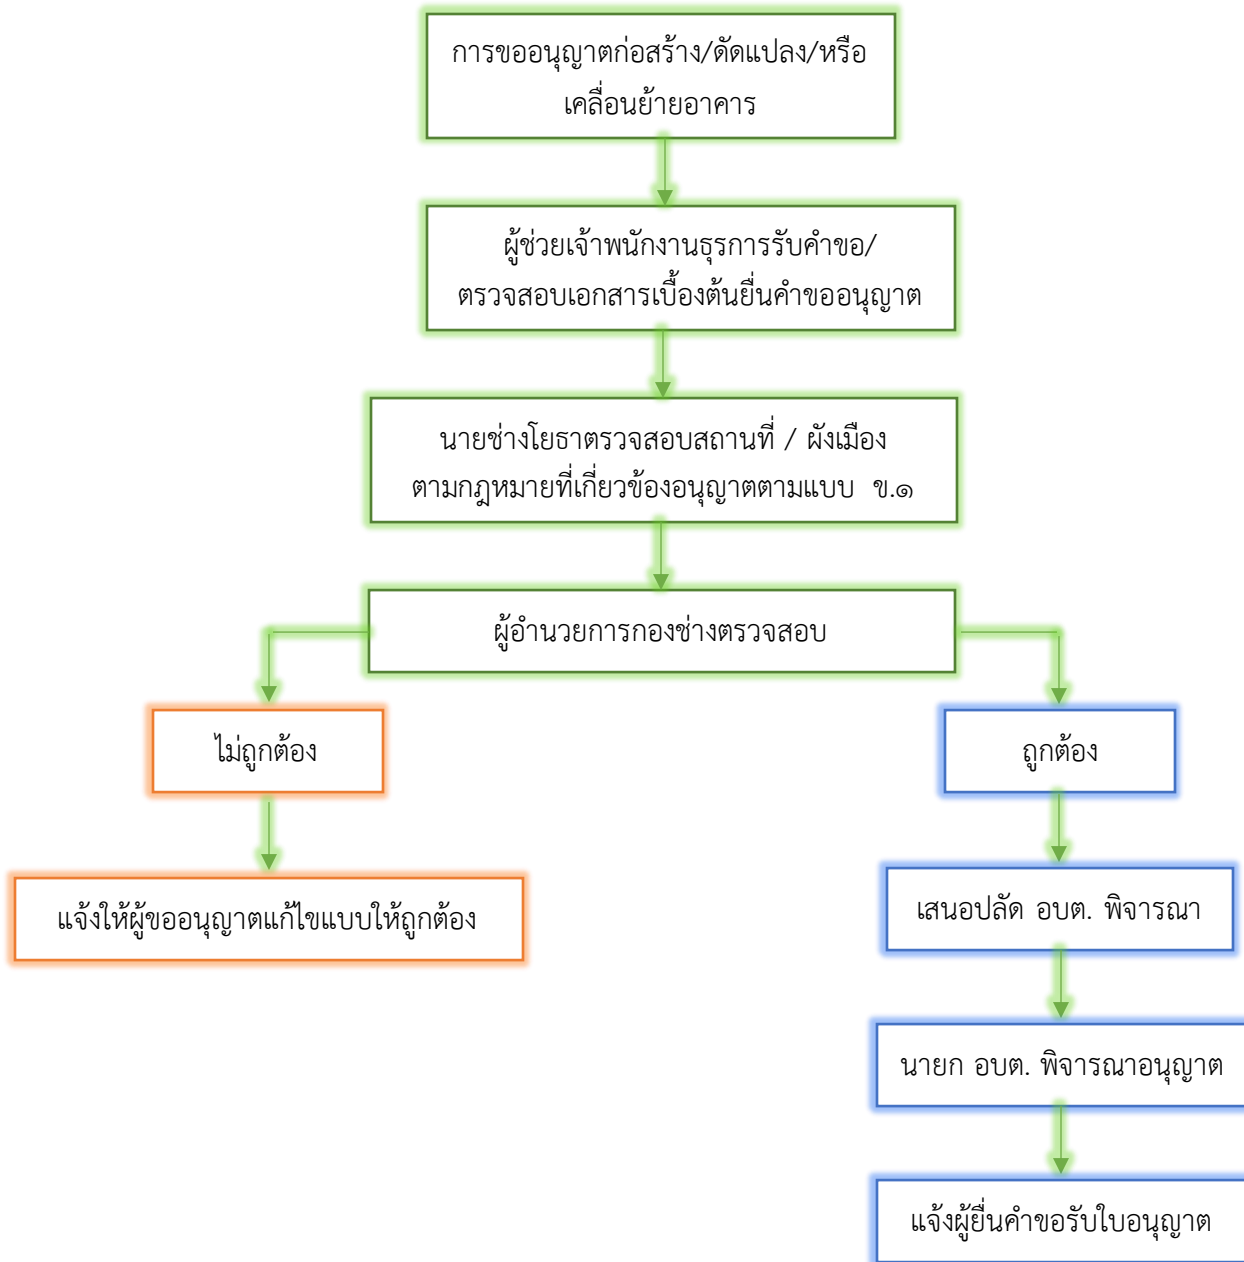 การขออนุญาตก่อสร้าง/ดัดแปลง/หรือ
เคลื่อนย้ายอาคาร
ผู้ช่วยเจ้าพนักงานธุรการรับคำขอ/
ตรวจสอบเอกสารเบื้องต้นยื่นคำขออนุญาต
นายช่างโยธาตรวจสอบสถานที่ / ผังเมือง
ตามกฎหมายที่เกี่ยวข้องอนุญาตตามแบบ ข.๑
ผู้อำนวยการกองช่างตรวจสอบ
ไม่ถูกต้อง
ถูกต้อง
แจ้งให้ผู้ขออนุญาตแก้ไขแบบให้ถูกต้อง
เสนอปลัด อบต. พิจารณา
นายก อบต. พิจารณาอนุญาต
แจ้งผู้ยื่นคำขอรับใบอนุญาต